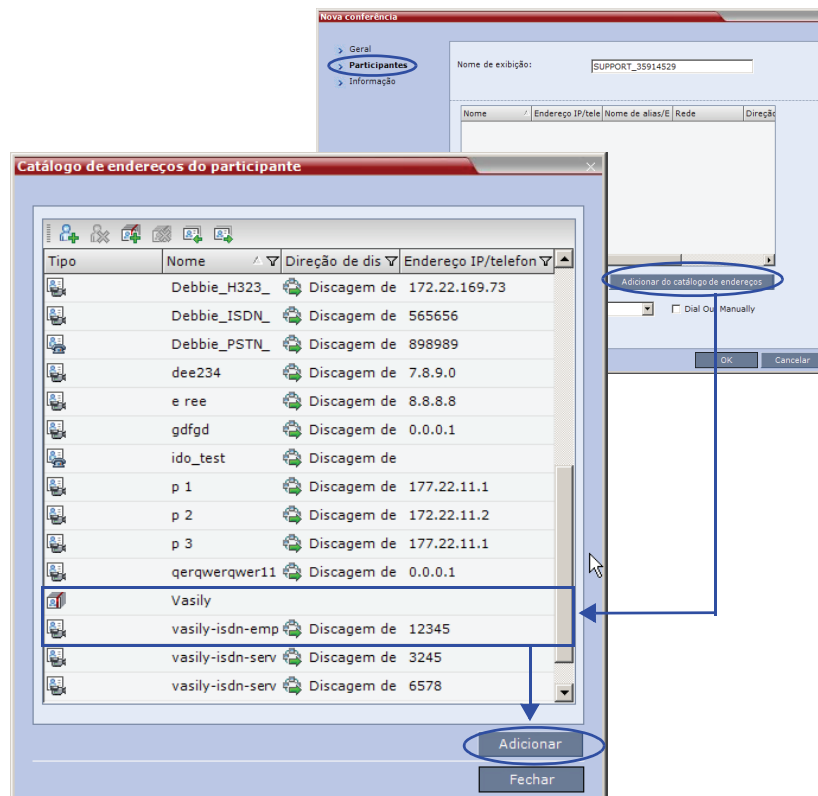 Nova conferência
Geral
Participantes
Informação
Nome de exibição:
SUPPORT_35914529
Nome Endereço IP/tele Nome de alias/E Rede Direção
Adicionar do catálogo de endereços
Dial Out Manually
OK Cancelar
Catálogo de endereços do participante
Tipo Nome Direção de dis Endereço IP/telefon
Debbie_H323_ Discagem de 172.22.169.73
Debbie_ISDN_ Discagem de 565656
Debbie_PSTN_ Discagem de 898989
dee234 Discagem de 7.8.9.0
e ree Discagem de 8.8.8.8
gdfgd Discagem de 0.0.0.1
ido_test Discagem de
p 1 Discagem de 177.22.11.1
p 2 Discagem de 172.22.11.2
p 3 Discagem de 177.22.11.1
qerqwerqwer11 Discagem de 0.0.0.1
Vasily
vasily-isdn-emp Discagem de 12345
vasily-isdn-serv Discagem de 3245
vasily-isdn-serv Discagem de 6578
Adicionar
Fechar